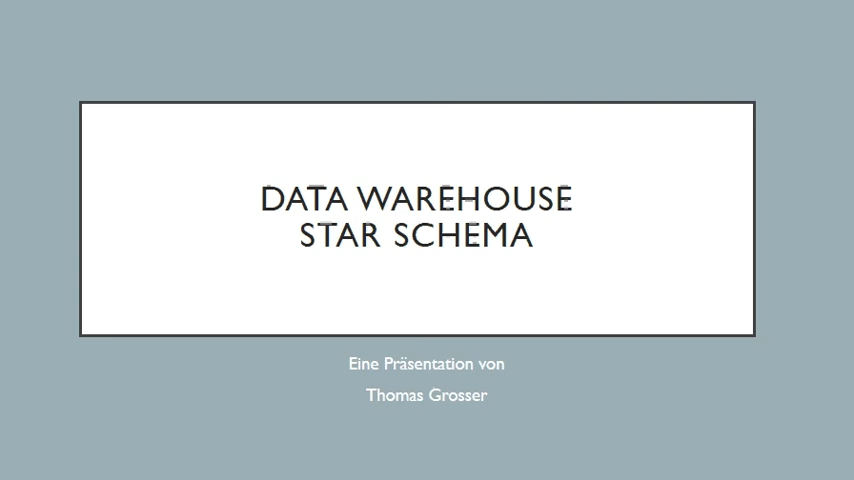 DATA WAREHOUSE
STAR SCHEMA
Eine Präsentation von
Thomas Grosser